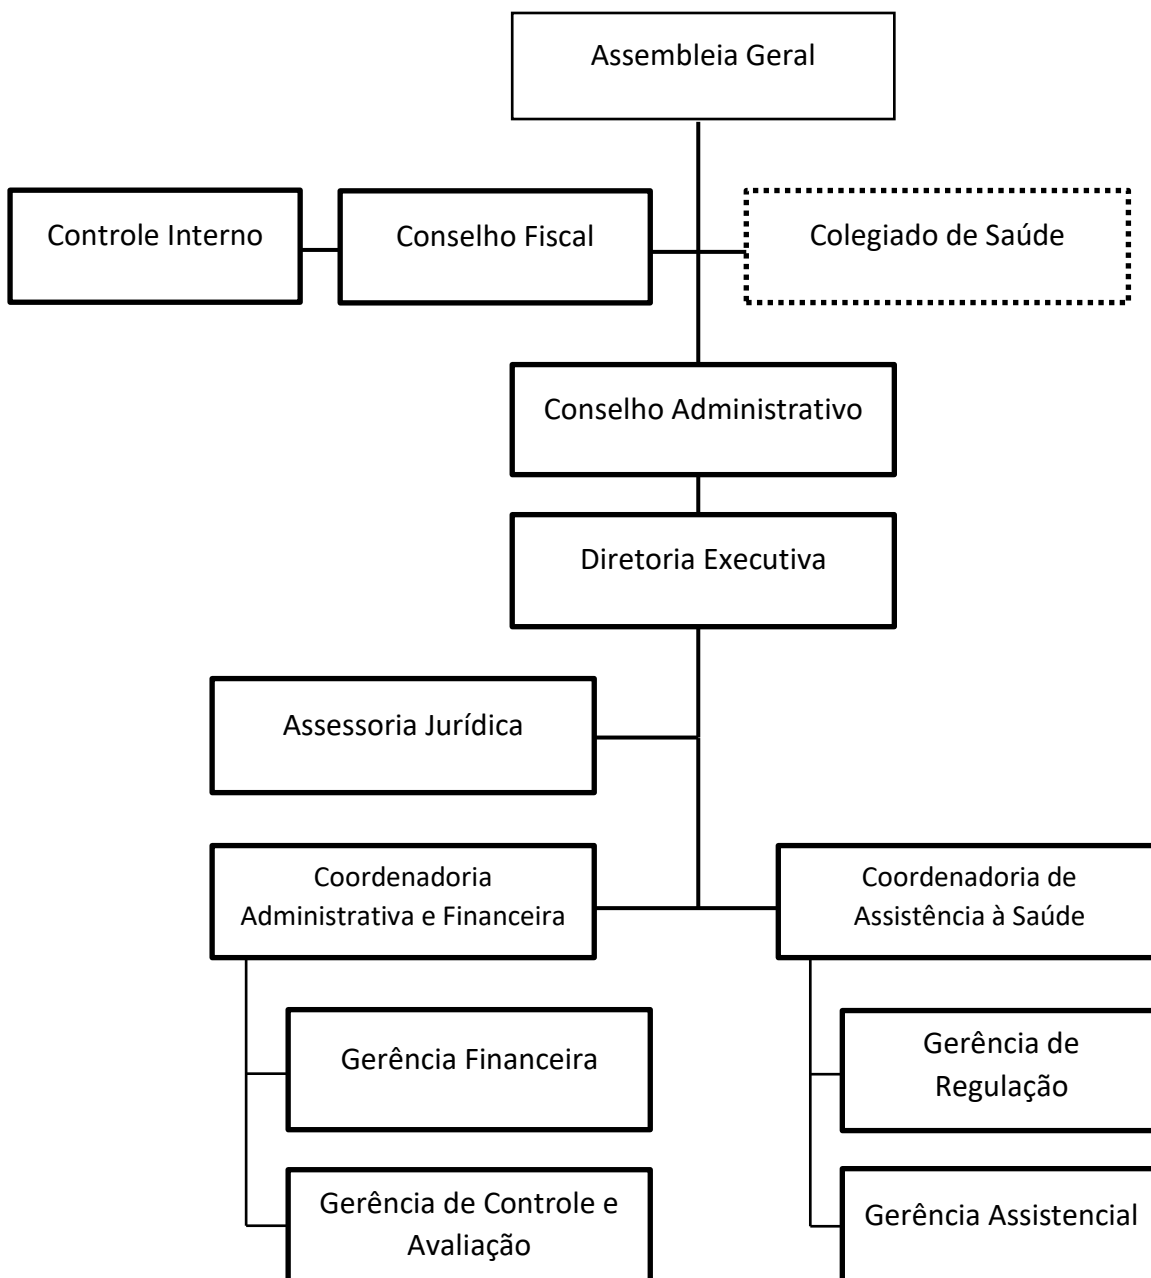 Assembleia Geral
Controle Interno
Conselho Fiscal
Colegiado de Saúde
Conselho Administrativo
Diretoria Executiva
Assessoria Jurídica
Coordenadoria
Administrativa e Financeira
Coordenadoria de
Assistência à Saúde
Gerência Financeira
Gerência de
Regulação
Gerência de Controle e
Avaliação
Gerência Assistencial